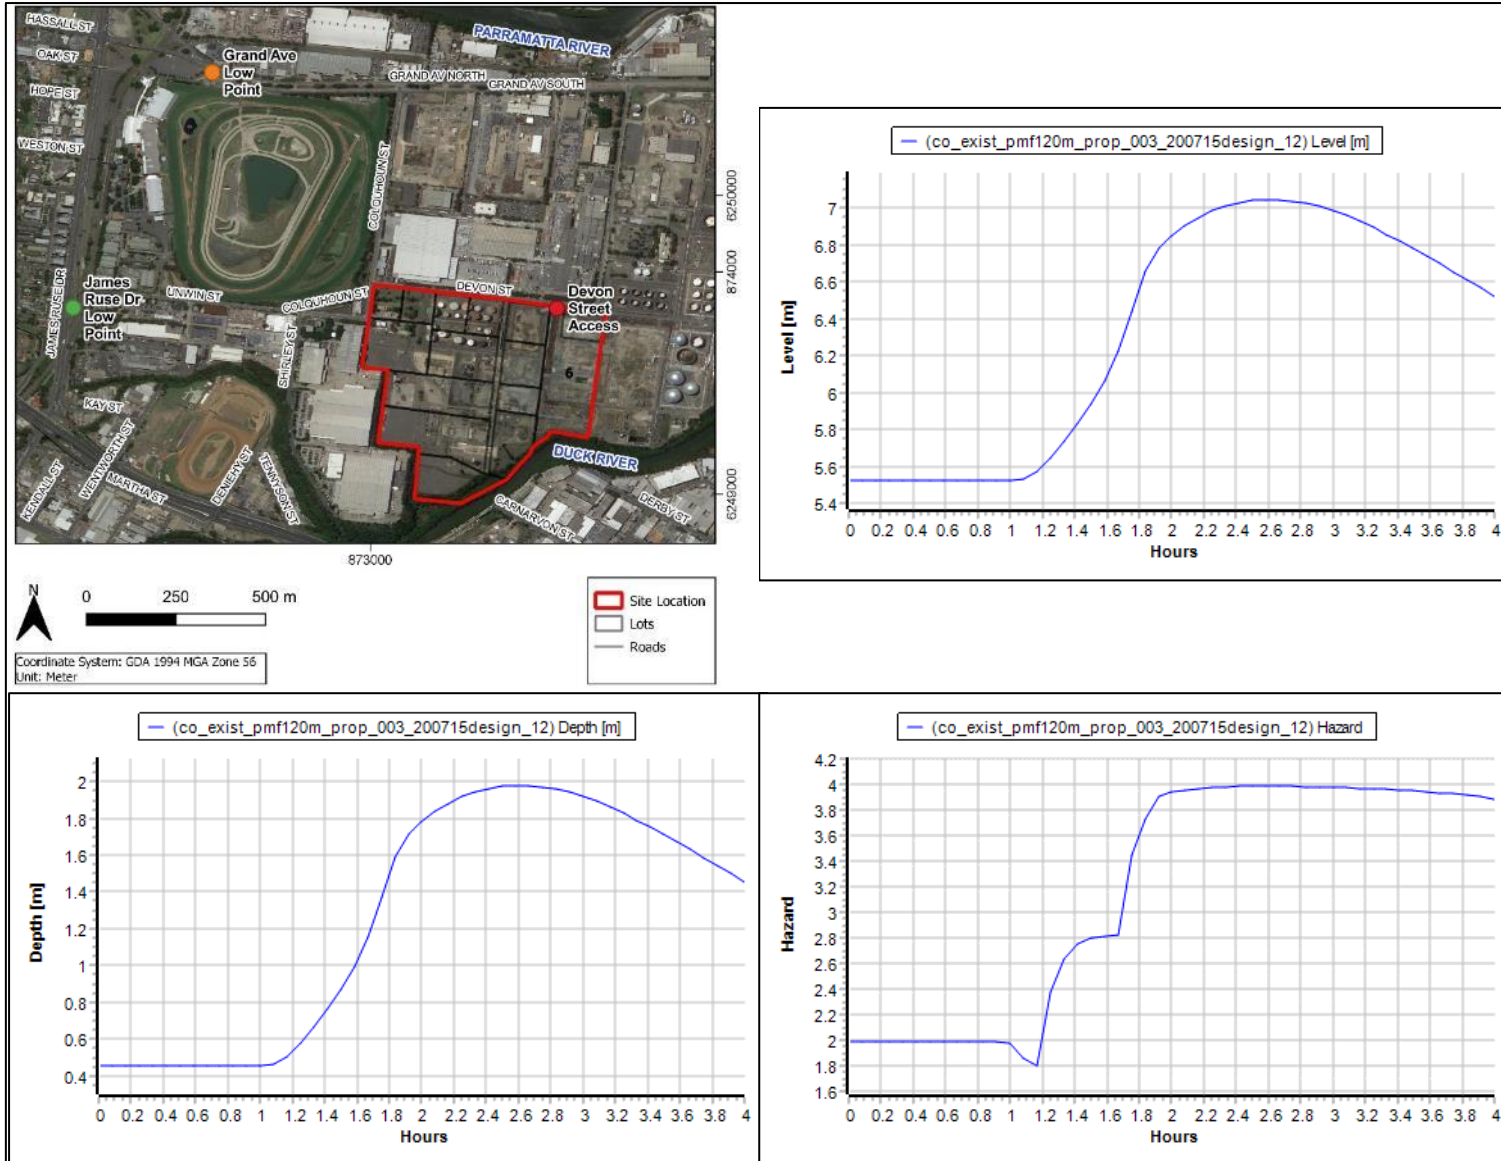 HASSALL ST
OAK ST
HOPE ST
WESTON ST
Grand Ave
Low
Point
PARRAMATTA RIVER
GRAND AV NORTH
GRAND AV SOUTH
COLQUHOUN ST
JAMES RUSE DR
James
Ruse Dr
Low
Point
UNWIN ST
COLQUHOUN ST
DEVON ST
Devon
Street
Access
SHIRLEY ST
6
KAY ST
WENTWORTH ST
KENDALL ST
MARTHA ST
DENIEHY ST
TENNYSON ST
DUCK RIVER
CARNARVON ST
DERBY ST
6250000
874000
6249000
873000
N
0 250 500 m
Coordinate System: GDA 1994 MGA Zone 56
Unit: Meter
Site Location
Lots
Roads
(co_exist_pmf120m_prop_003_200715design_12) Level [m]
Level [m]
7
6.8
6.6
6.4
6.2
6
5.8
5.6
5.4
0 0.2 0.4 0.6 0.8 1 1.2 1.4 1.6 1.8 2 2.2 2.4 2.6 2.8 3 3.2 3.4 3.6 3.8 4
Hours
(co_exist_pmf120m_prop_003_200715design_12) Depth [m]
Depth [m]
2
1.8
1.6
1.4
1.2
1
0.8
0.6
0.4
0 0.2 0.4 0.6 0.8 1 1.2 1.4 1.6 1.8 2 2.2 2.4 2.6 2.8 3 3.2 3.4 3.6 3.8 4
Hours
(co_exist_pmf120m_prop_003_200715design_12) Hazard
Hazard
4.2
4
3.8
3.6
3.4
3.2
3
2.8
2.6
2.4
2.2
2
1.8
1.6
0 0.2 0.4 0.6 0.8 1 1.2 1.4 1.6 1.8 2 2.2 2.4 2.6 2.8 3 3.2 3.4 3.6 3.8 4
Hours